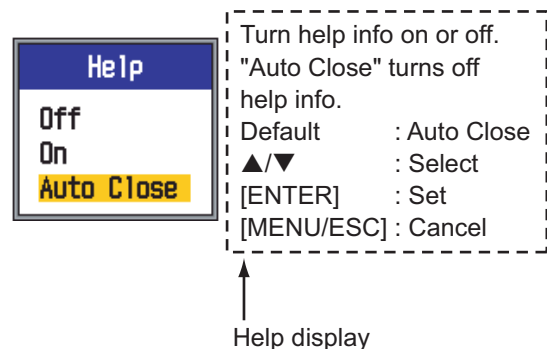 Help
Off
On
Auto Close
Turn help info on or off.
"Auto Close" turns off
help info.
Default : Auto Close
▲/▼ : Select
[ENTER] : Set
[MENU/ESC] : Cancel
Help display